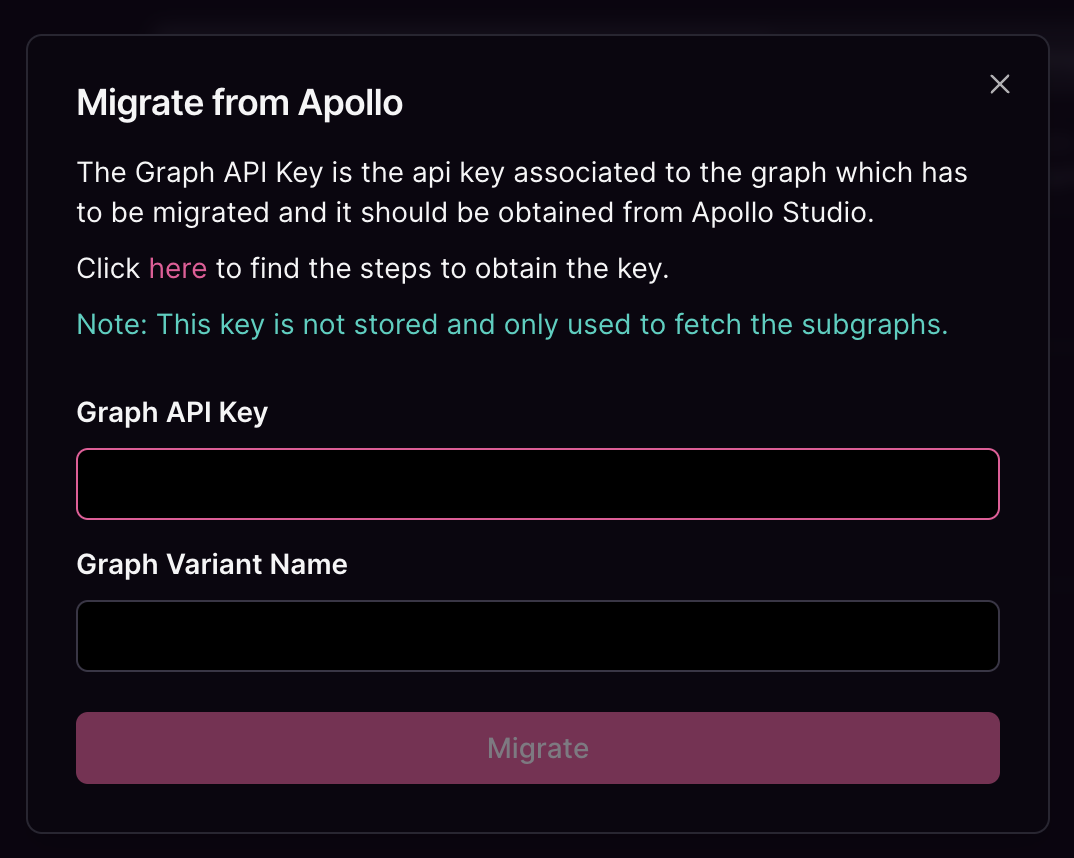 Migrate from Apollo
The Graph API Key is the api key associated to the graph which has
to be migrated and it should be obtained from Apollo Studio.
Click here to find the steps to obtain the key.
Note: This key is not stored and only used to fetch the subgraphs.
Graph API Key
Graph Variant Name
Migrate